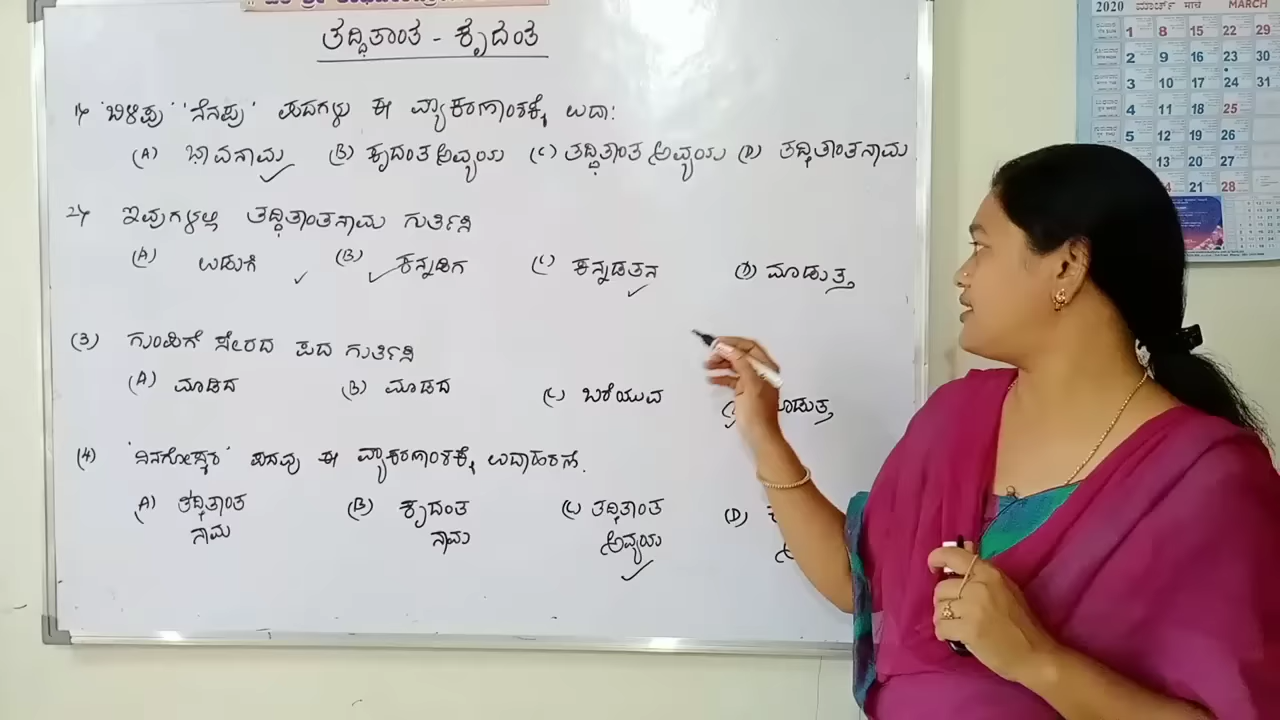 ತದ್ಧಿತಾಂತ - ಕೃದಂತ
1) 'ಬಿಳಿಪು' 'ನೆನಪು' ಪದಗಳು ಈ ವ್ಯಾಕರಣಾಂಶಕ್ಕೆ ಉದಾ:
(A) ಭಾವನಾಮ (B) ಕೃದಂತ ಅವ್ಯಯ (C) ತದ್ಧಿತಾಂತ ಅವ್ಯಯ (D) ತದ್ಧಿತಾಂತನಾಮ
2) ಇವುಗಳಲ್ಲಿ ತದ್ಧಿತಾಂತನಾಮ ಗುರ್ತಿಸಿ
(A) ಉಡುಗೆ (B) ಕನ್ನಡಿಗ (C) ಕನ್ನಡತನ (D) ಮಾಡುತ್ತ
(3) ಗುಂಪಿಗೆ ಸೇರದ ಪದ ಗುರ್ತಿಸಿ
(A) ಮಾಡಿದ (B) ಮಾಡದ (C) ಬರೆಯುವ ಮಾಡುತ್ತ
(4) ಪದವು ಈ ವ್ಯಾಕರಣಾಂಶಕ್ಕೆ ಉದಾಹರಣೆ.
A) ತದ್ಧಿತಾಂತ (B) ಕೃದಂತ (C) ತದ್ಧಿತಾಂತ (D)
ನಾಮ ನಾಮ ಅವ್ಯಯ
2020 ಮಾರ್ಚ್ मार्च MARCH
1 8 15 22 29
2 9 16 23 30
3 10 17 24 31
4 11 18 25
5 12 19 26
13 20 27
14 21 28